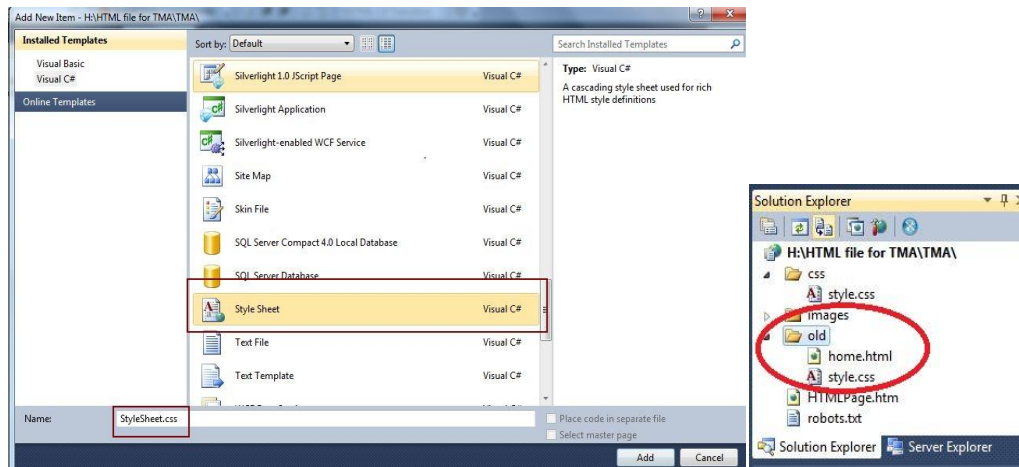 Add New Item - H:\HTML file for TMA\TMA\
Installed Templates
Visual Basic
Visual C#
Online Templates
Sort by: Default
Search Installed Templates
Silverlight 1.0 JScript Page Visual C#
Silverlight Application Visual C#
Silverlight-enabled WCF Service Visual C#
Site Map Visual C#
Skin File Visual C#
SQL Server Compact 4.0 Local Database Visual C#
SQL Server Database Visual C#
Style Sheet Visual C#
Text File Visual C#
Text Template Visual C#
Type: Visual C#
A cascading style sheet used for rich
HTML style definitions
Name: StyleSheet.css
Place code in separate file
Select master page
Add Cancel
Solution Explorer
H:\HTML file for TMA\TMA\
css
style.css
images
old
home.html
style.css
HTMLPage.htm
robots.txt
Solution Explorer Server Explorer